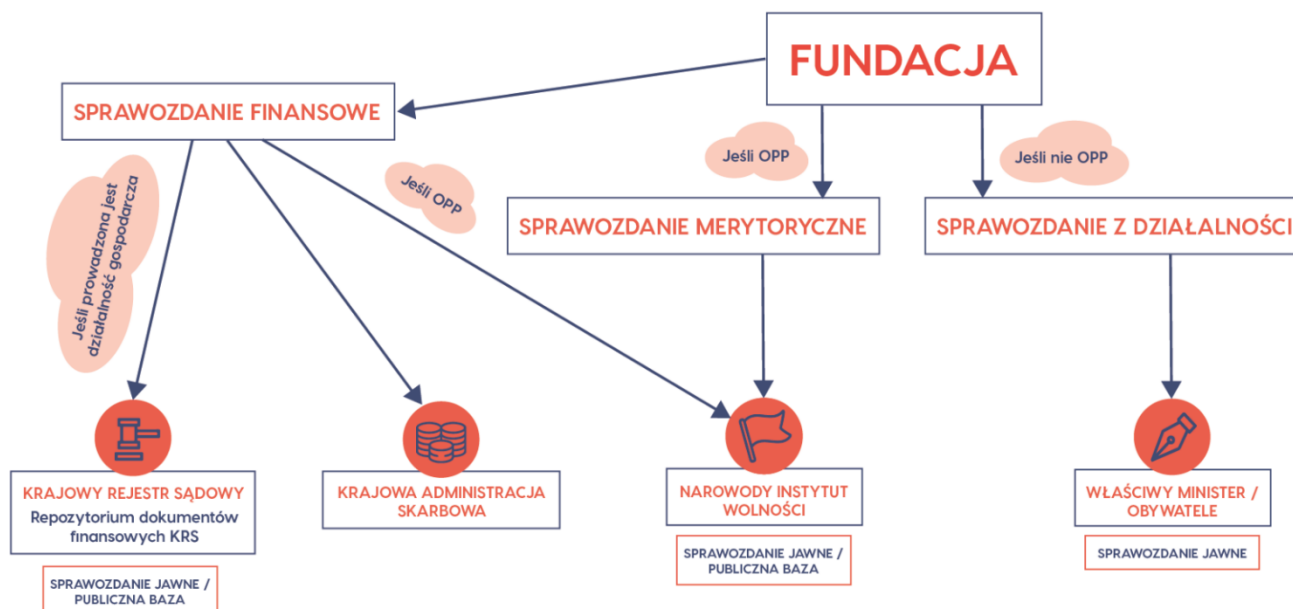 FUNDACJA
SPRAWOZDANIE FINANSOWE
Jeśli OPP
Jeśli nie OPP
Jeśli prowadzona jest
działalność gospodarcza
Jeśli OPP
SPRAWOZDANIE MERYTORYCZNE
SPRAWOZDANIE Z DZIAŁALNOŚCI
KRAJOWY REJESTR SĄDOWY
Repozytorium dokumentów
finansowych KRS
SPRAWOZDANIE JAWNE /
PUBLICZNA BAZA
KRAJOWA ADMINISTRACJA
SKARBOWA
NAROWODY INSTYTUT
WOLNOŚCI
SPRAWOZDANIE JAWNE /
PUBLICZNA BAZA
WŁAŚCIWY MINISTER /
OBYWATELE
SPRAWOZDANIE JAWNE